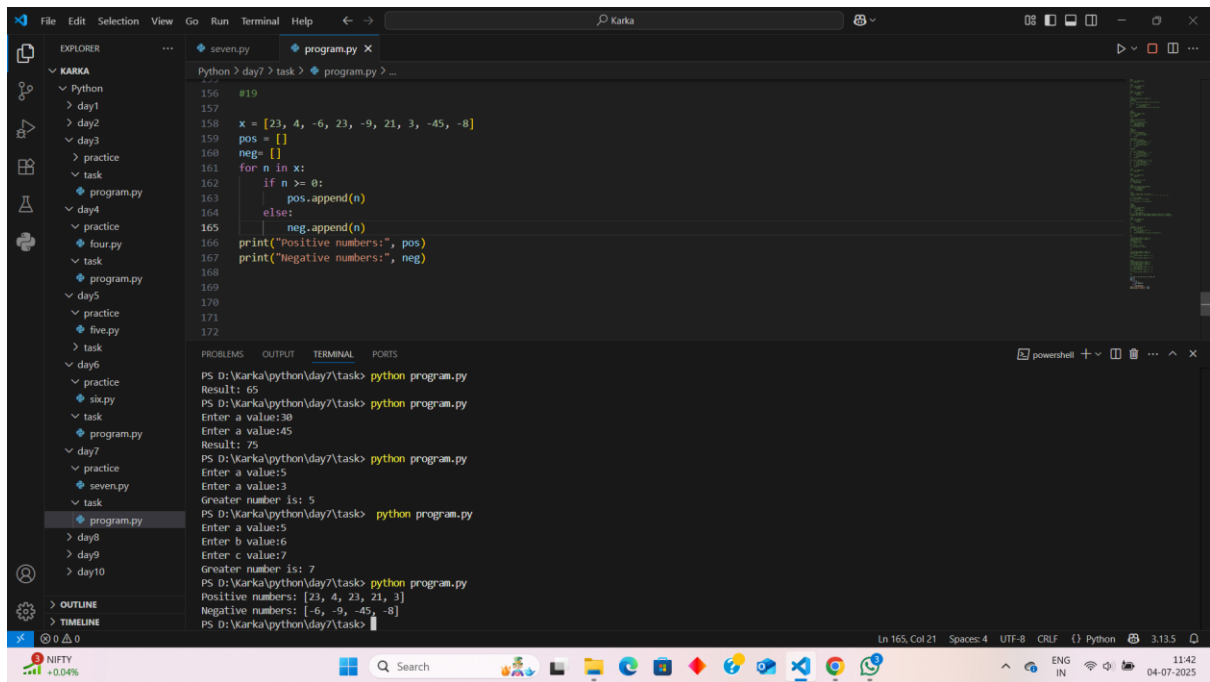 File Edit Selection View Go Run Terminal Help Karka
EXPLORER
KARKA
Python
day1
day2
day3
practice
task
program.py
day4
practice
four.py
task
program.py
day5
practice
five.py
task
day6
practice
six.py
task
program.py
day7
practice
seven.py
task
program.py
day8
day9
day10
OUTLINE
TIMELINE
seven.py program.py
Python > day7 > task > program.py > ...
156 #19
157
158 x = [23, 4, -6, 23, -9, 21, 3, -45, -8]
159 pos = []
160 neg= []
161 for n in x:
162 if n >= 0:
163 pos.append(n)
164 else:
165 neg.append(n)
166 print("Positive numbers:", pos)
167 print("Negative numbers:", neg)
168
169
170
171
172
PROBLEMS OUTPUT TERMINAL PORTS powershell
PS D:\Karka\python\day7\task> python program.py
Result: 65
PS D:\Karka\python\day7\task> python program.py
Enter a value:30
Enter a value:45
Result: 75
PS D:\Karka\python\day7\task> python program.py
Enter a value:5
Enter a value:3
Greater number is: 5
PS D:\Karka\python\day7\task> python program.py
Enter a value:5
Enter b value:6
Enter c value:7
Greater number is: 7
PS D:\Karka\python\day7\task> python program.py
Positive numbers: [23, 4, 23, 21, 3]
Negative numbers: [-6, -9, -45, -8]
PS D:\Karka\python\day7\task>
0 0 Ln 165, Col 21 Spaces: 4 UTF-8 CRLF {} Python 3.13.5
3 NIFTY
+0.04%
Search
3
ENG
IN
11:42
04-07-2025